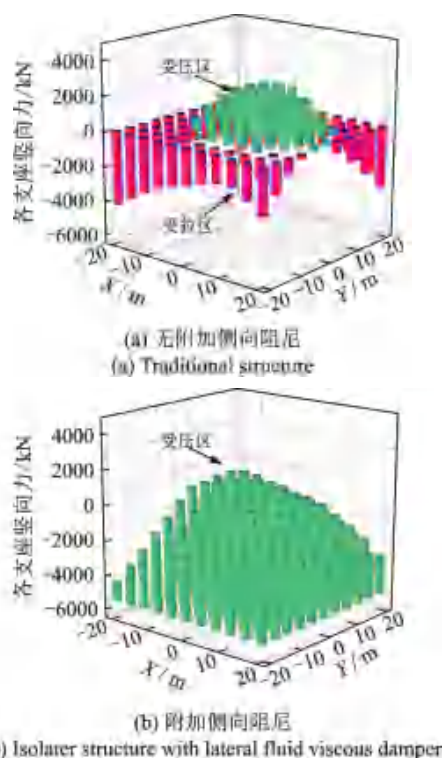 各支座竖向力/kN
4000
2000
0
-2000
-4000
-6000
受压区
受拉区
20 -10 0 10 20
X / m
-20 -10 0 10 20
Y / m
(a) 无附加侧向阻尼
(a) Traditional structure
各支座竖向力/kN
4000
2000
0
-2000
-4000
-6000
受压区
-20 -10 0 10 20
X / m
-20 -10 0 10 20
Y / m
(b) 附加侧向阻尼
) Isolater structure with lateral fluid viscous damper